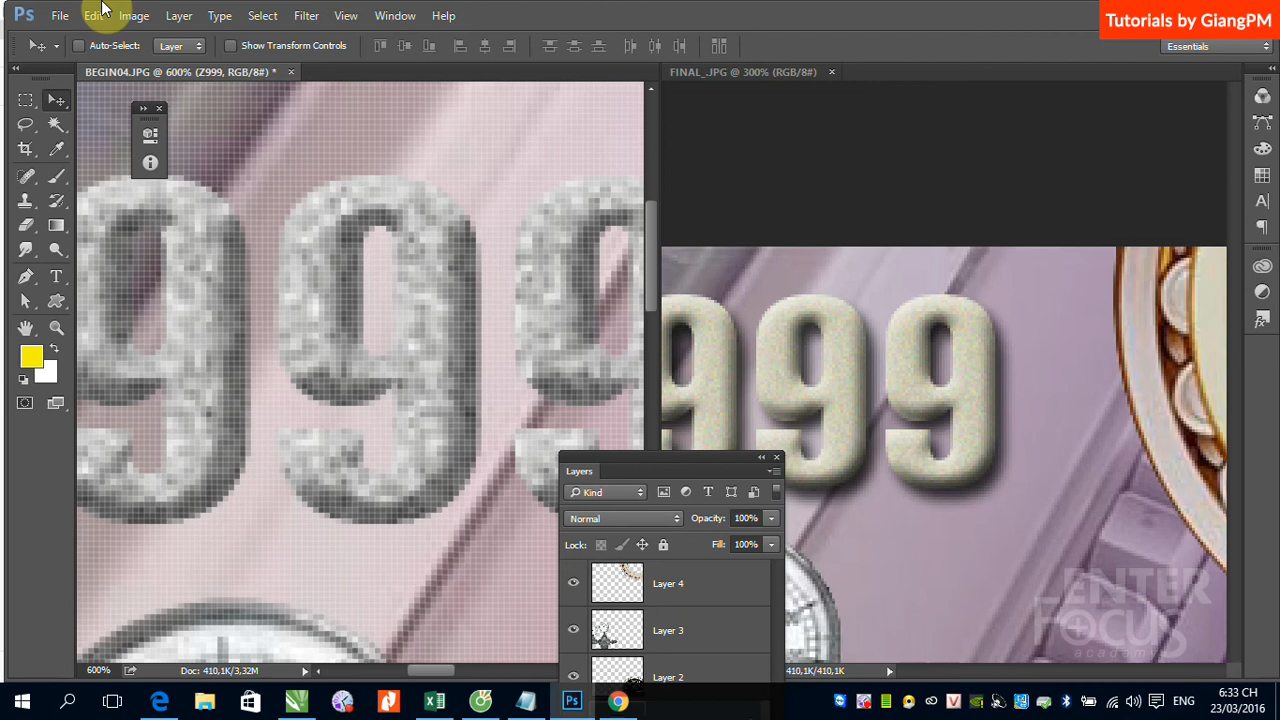 Ps File Edit Image Layer Type Select Filter View Window Help
Tutorials by GiangPM
Auto-Select: Layer Show Transform Controls Essentials
BEGIN04.JPG @ 600% (Z999, RGB/8#) * × FINAL_.JPG @ 300% (RGB/8#) ×
999
999
Layers
Kind
Normal Opacity: 100%
Lock: Fill: 100%
Layer 4
Layer 3
Layer 2
CENTER
FOCUS
academy
600% Doc: 410,1K/3,32M 410,1K/410,1K
ENG
6:33 CH
23/03/2016